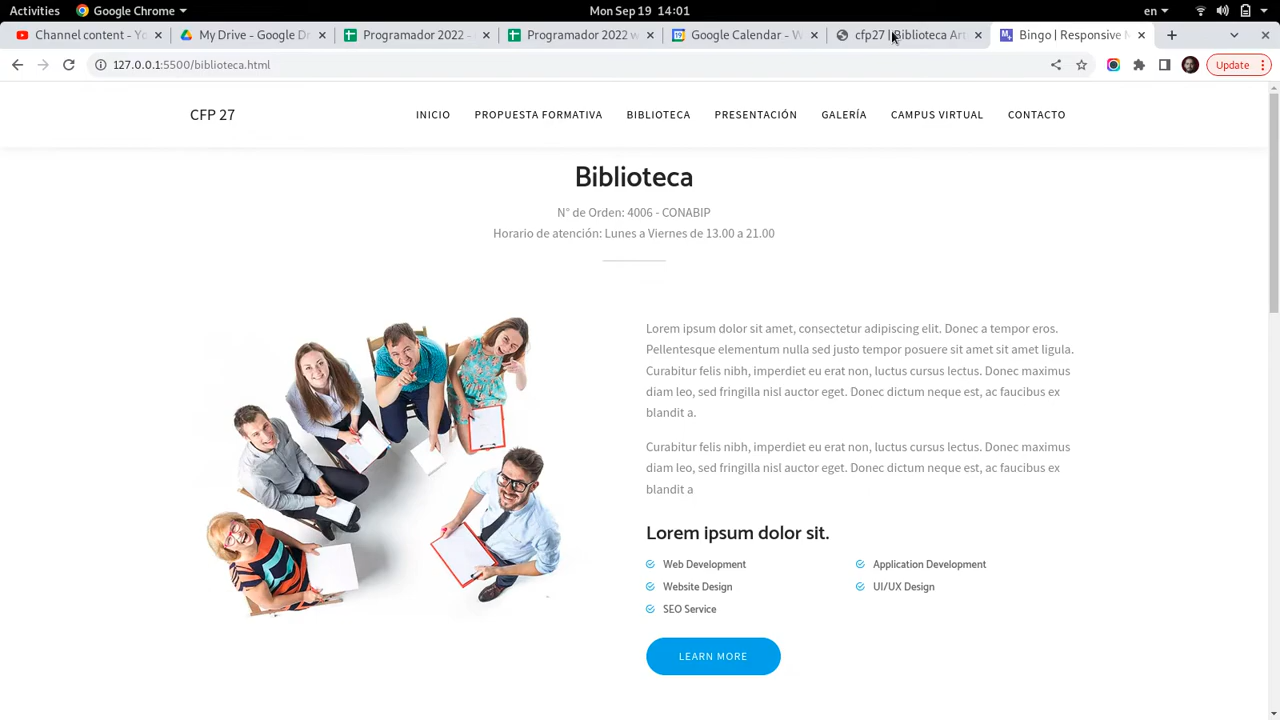 Activities Google Chrome Mon Sep 19 14:01 en
Channel content - Yo My Drive - Google Dr Programador 2022 - Programador 2022 w Google Calendar - W cfp27 | Biblioteca Art Bingo | Responsive M
127.0.0.1:5500/biblioteca.html Update
CFP 27 INICIO PROPUESTA FORMATIVA BIBLIOTECA PRESENTACIÓN GALERÍA CAMPUS VIRTUAL CONTACTO
Biblioteca
N° de Orden: 4006 - CONABIP
Horario de atención: Lunes a Viernes de 13.00 a 21.00
Lorem ipsum dolor sit amet, consectetur adipiscing elit. Donec a tempor eros.
Pellentesque elementum nulla sed justo tempor posuere sit amet sit amet ligula.
Curabitur felis nibh, imperdiet eu erat non, luctus cursus lectus. Donec maximus
diam leo, sed fringilla nisl auctor eget. Donec dictum neque est, ac faucibus ex
blandit a.
Curabitur felis nibh, imperdiet eu erat non, luctus cursus lectus. Donec maximus
diam leo, sed fringilla nisl auctor eget. Donec dictum neque est, ac faucibus ex
blandit a
Lorem ipsum dolor sit.
Web Development Application Development
Website Design UI/UX Design
SEO Service
LEARN MORE